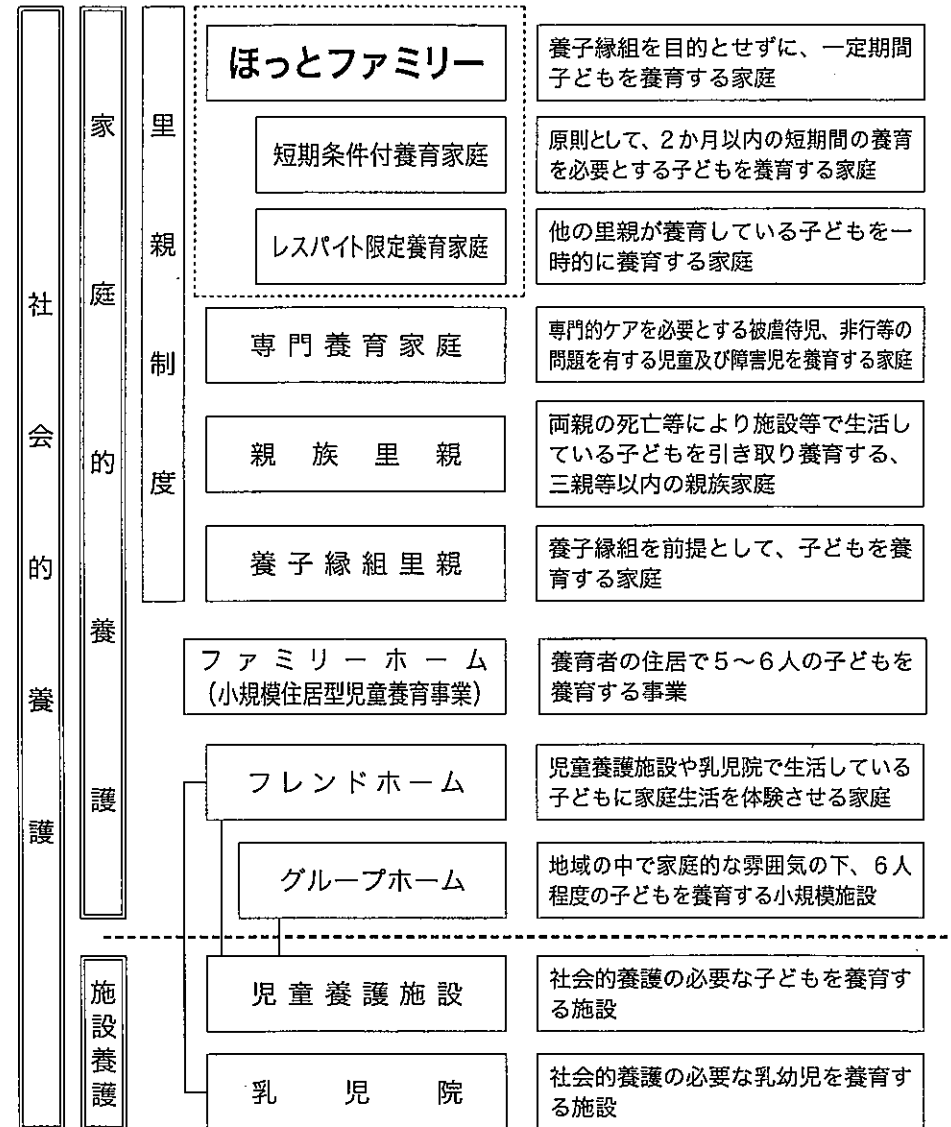 社会的養護
家庭的養護
里親制度
ほっとファミリー
養子縁組を目的とせずに、一定期間
子どもを養育する家庭
短期条件付養育家庭
原則として、2か月以内の短期間の養育
を必要とする子どもを養育する家庭
レスパイト限定養育家庭
他の里親が養育している子どもを一
時的に養育する家庭
専門養育家庭
専門的ケアを必要とする被虐待児、非行等の
問題を有する児童及び障害児を養育する家庭
親族里親
両親の死亡等により施設等で生活し
ている子どもを引き取り養育する、
三親等以内の親族家庭
養子縁組里親
養子縁組を前提として、子どもを養
育する家庭
ファミリーホーム
(小規模住居型児童養育事業)
養育者の住居で5~6人の子どもを
養育する事業
フレンドホーム
児童養護施設や乳児院で生活している
子どもに家庭生活を体験させる家庭
グループホーム
地域の中で家庭的な雰囲気の下、6人
程度の子どもを養育する小規模施設
施設養護
児童養護施設
社会的養護の必要な子どもを養育す
る施設
乳児院
社会的養護の必要な乳幼児を養育す
る施設